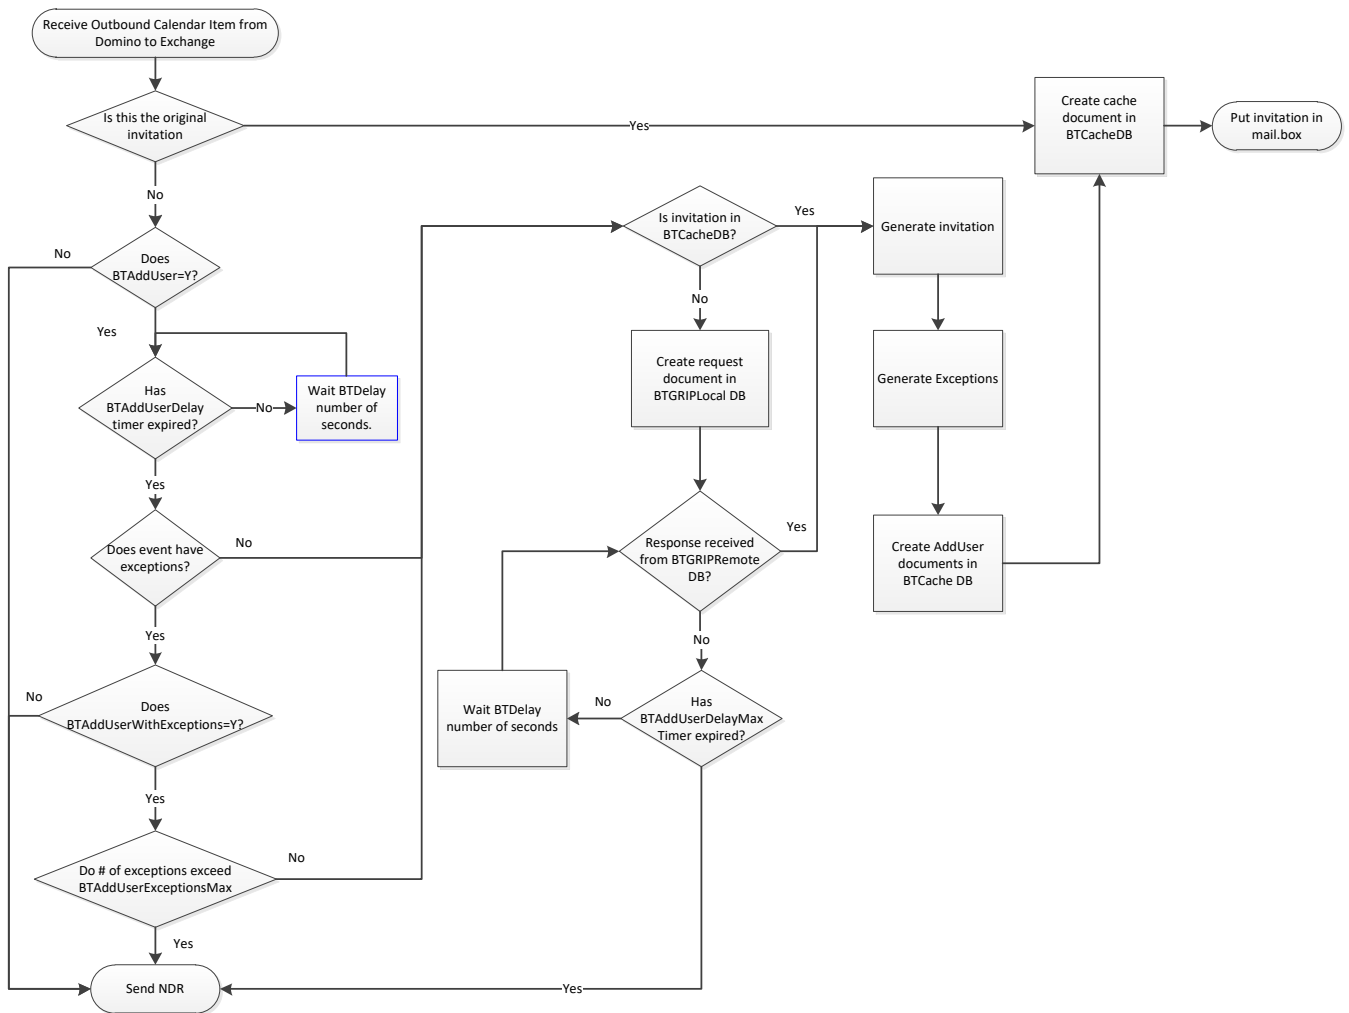 Receive Outbound Calendar Item from
Domino to Exchange
Is this the original
invitation
Yes
Create cache
document in
BTCacheDB
Put invitation in
mail.box
No
Does
BTAddUser=Y?
No
Yes
Has
BTAddUserDelay
timer expired?
No
Wait BTDelay
number of
seconds.
Yes
Does event have
exceptions?
No
Yes
Does
BTAddUserWithExceptions=Y?
No
Yes
Do # of exceptions exceed
BTAddUserExceptionsMax
No
Yes
Send NDR
Is invitation in
BTCacheDB?
Yes
No
Create request
document in
BTGRIPLocal DB
Response received
from BTGRIPRemote
DB?
Yes
No
Has
BTAddUserDelayMax
Timer expired?
No
Wait BTDelay
number of seconds
Yes
Generate invitation
Generate Exceptions
Create AddUser
documents in
BTCache DB